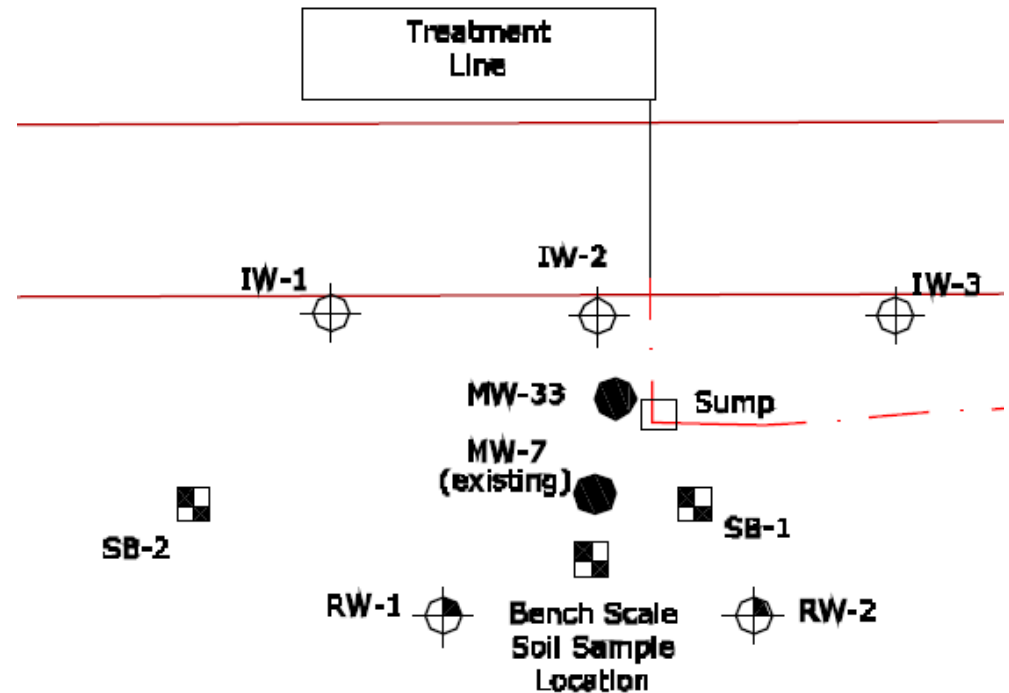 Treatment
Line
IW-1
IW-2
IW-3
MW-33
Sump
MW-7
(existing)
SB-2
SB-1
RW-1
Bench Scale
Soil Sample
Location
RW-2